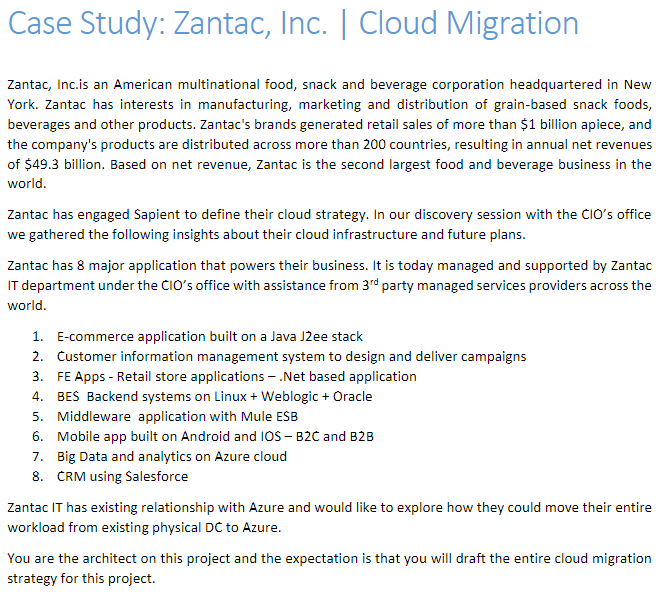 Case Study: Zantac, Inc. | Cloud Migration
Zantac, Inc.is an American multinational food, snack and beverage corporation headquartered in New
York. Zantac has interests in manufacturing, marketing and distribution of grain-based snack foods,
beverages and other products. Zantac's brands generated retail sales of more than $1 billion apiece, and
the company's products are distributed across more than 200 countries, resulting in annual net revenues
of $49.3 billion. Based on net revenue, Zantac is the second largest food and beverage business in the
world.
Zantac has engaged Sapient to define their cloud strategy. In our discovery session with the CIO’s office
we gathered the following insights about their cloud infrastructure and future plans.
Zantac has 8 major application that powers their business. It is today managed and supported by Zantac
IT department under the CIO’s office with assistance from 3rd party managed services providers across the
world.
1. E-commerce application built on a Java J2ee stack
2. Customer information management system to design and deliver campaigns
3. FE Apps - Retail store applications – .Net based application
4. BES Backend systems on Linux + Weblogic + Oracle
5. Middleware application with Mule ESB
6. Mobile app built on Android and IOS – B2C and B2B
7. Big Data and analytics on Azure cloud
8. CRM using Salesforce
Zantac IT has existing relationship with Azure and would like to explore how they could move their entire
workload from existing physical DC to Azure.
You are the architect on this project and the expectation is that you will draft the entire cloud migration
strategy for this project.